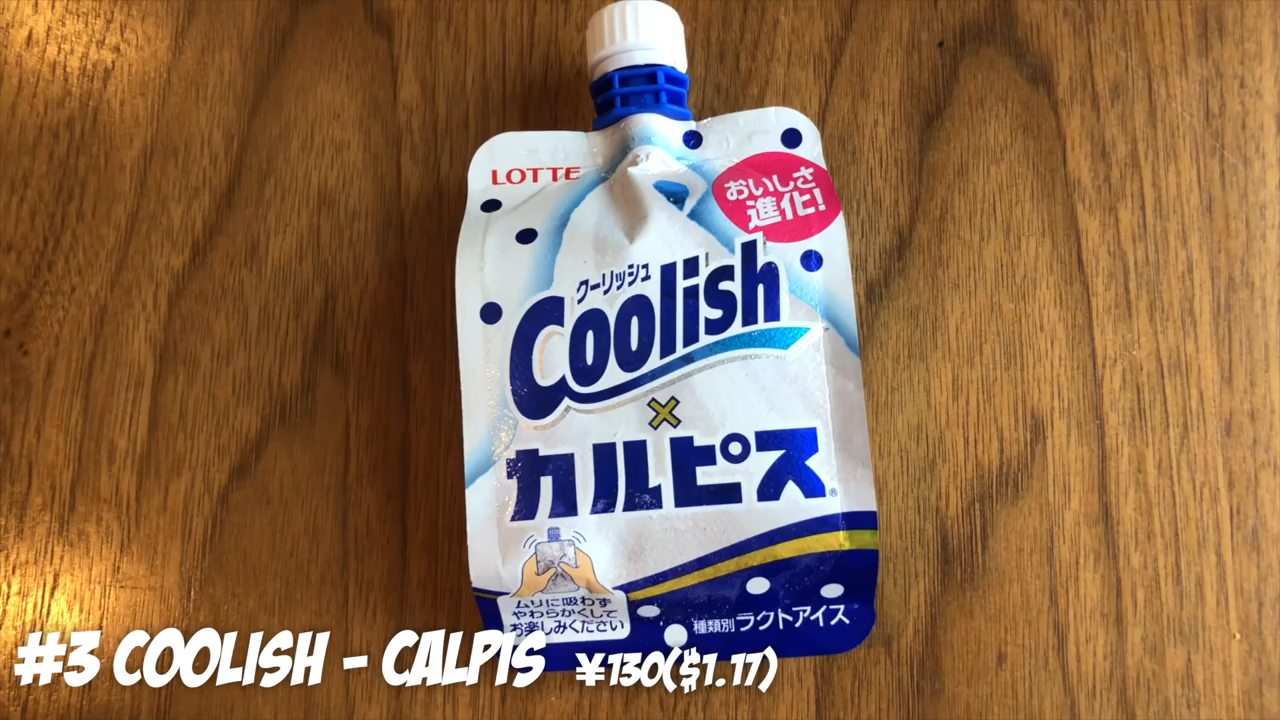 LOTTE
おいしさ
進化!
クーリッシュ
Coolish
×
カルピス®
ムリに吸わず
やわらかくして
お楽しみください
種類別ラクトアイス
#3 COOLISH - CALPIS ¥130($1.17)